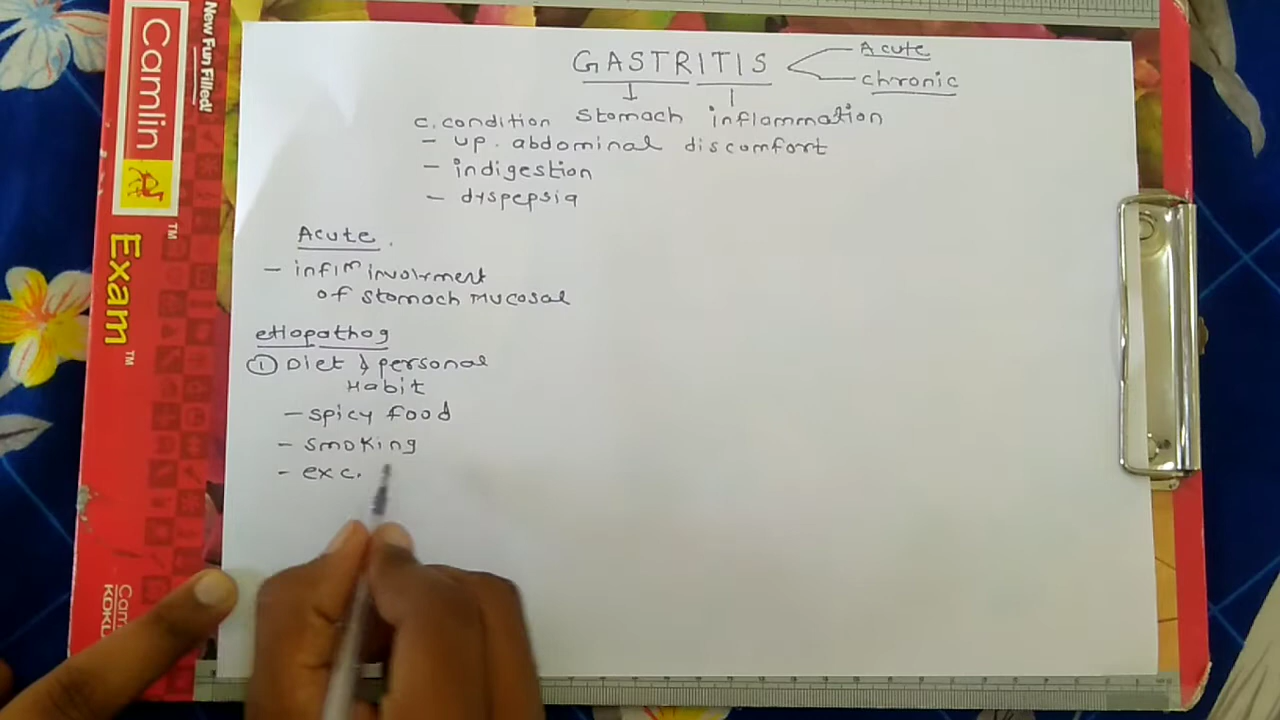 New Fun Filled!
Camlin
Exam™
GASTRITIS
Acute
chronic
c. condition stomach inflammation
- up. abdominal discomfort
- indigestion
- dyspepsia
Acute.
- inflm involvment
of stomach Mucosal
etiopathog
① Diet & personal
Habit
- spicy food
- smoking
- exc.